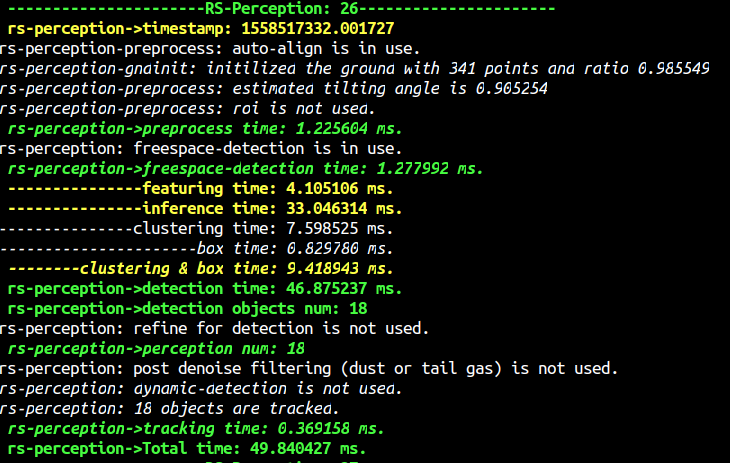 ----------------------RS-Perception: 26----------------------
rs-perception->timestamp: 1558517332.001727
rs-perception-preprocess: auto-align is in use.
rs-perception-gnainit: initilized the ground with 341 points and ratio 0.985549
rs-perception-preprocess: estimated tilting angle is 0.905254
rs-perception-preprocess: roi is not used.
rs-perception->preprocess time: 1.225604 ms.
rs-perception: freespace-detection is in use.
rs-perception->freespace-detection time: 1.277992 ms.
---------------featuring time: 4.105106 ms.
---------------inference time: 33.046314 ms.
---------------clustering time: 7.598525 ms.
----------------------box time: 0.829780 ms.
--------clustering & box time: 9.418943 ms.
rs-perception->detection time: 46.875237 ms.
rs-perception->detection objects num: 18
rs-perception: refine for detection is not used.
rs-perception->perception num: 18
rs-perception: post denoise filtering (dust or tail gas) is not used.
rs-perception: dynamic-detection is not used.
rs-perception: 18 objects are tracked.
rs-perception->tracking time: 0.369158 ms.
rs-perception->Total time: 49.840427 ms.